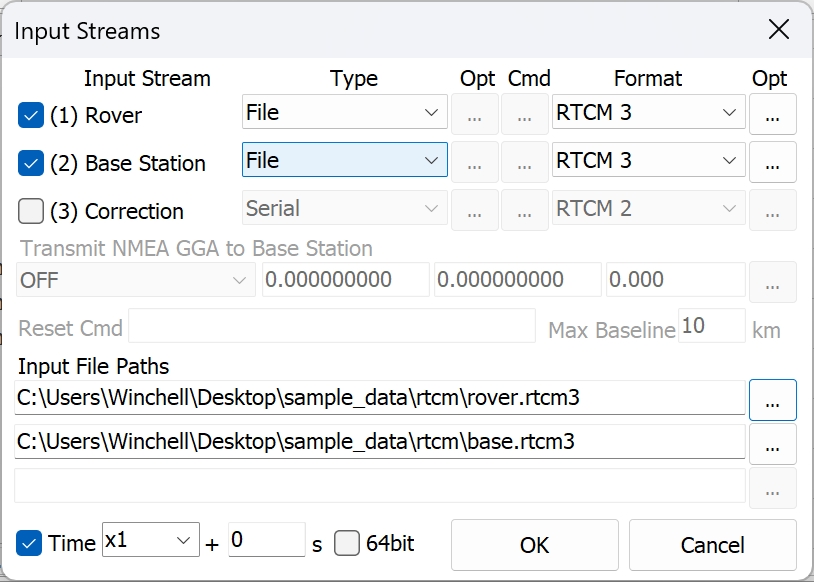 Input Streams
Input Stream Type Opt Cmd Format Opt
(1) Rover File ... ... RTCM 3 ...
(2) Base Station File ... ... RTCM 3 ...
(3) Correction Serial ... ... RTCM 2 ...
Transmit NMEA GGA to Base Station
OFF 0.000000000 0.000000000 0.000 ...
Reset Cmd Max Baseline 10 km
Input File Paths
C:\Users\Winchell\Desktop\sample_data\rtcm\rover.rtcm3 ...
C:\Users\Winchell\Desktop\sample_data\rtcm\base.rtcm3 ...
...
Time x1 + 0 s 64bit OK Cancel